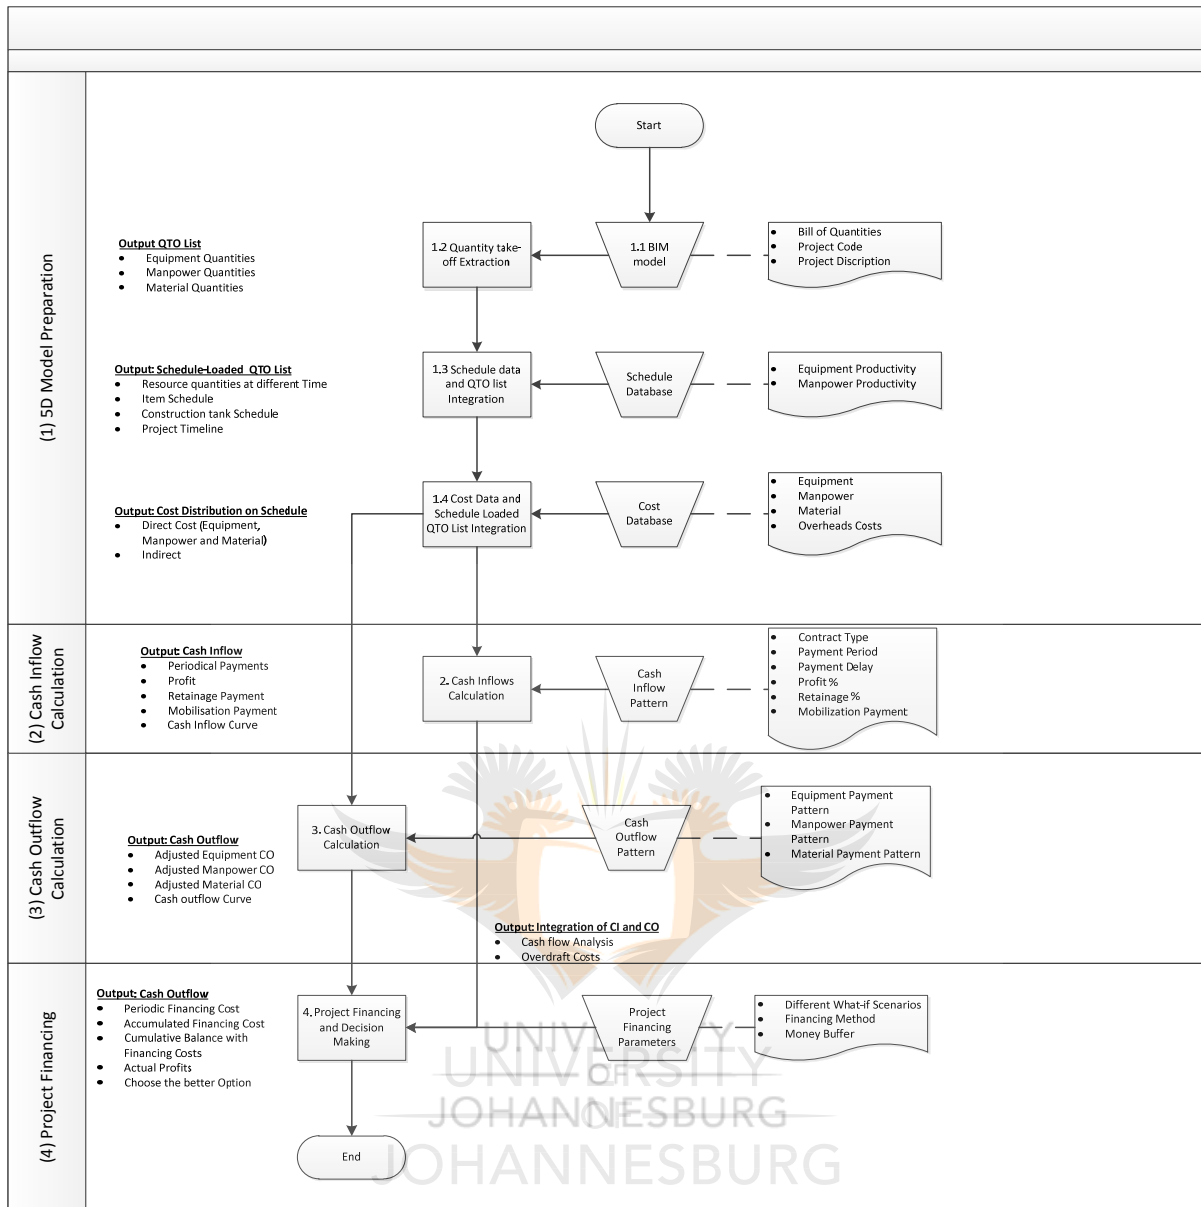 (1) 5D Model Preparation
Start
Output QTO List
• Equipment Quantities
• Manpower Quantities
• Material Quantities
1.2 Quantity take-
off Extraction
1.1 BIM
model
• Bill of Quantities
• Project Code
• Project Discription
Output: Schedule-Loaded QTO List
• Resource quantities at different Time
• Item Schedule
• Construction tank Schedule
• Project Timeline
1.3 Schedule data
and QTO list
Integration
Schedule
Database
• Equipment Productivity
• Manpower Productivity
Output: Cost Distribution on Schedule
• Direct Cost (Equipment,
Manpower and Material)
• Indirect
1.4 Cost Data and
Schedule Loaded
QTO List Integration
Cost
Database
• Equipment
• Manpower
• Material
• Overheads Costs
(2) Cash Inflow
Calculation
Output: Cash Inflow
• Periodical Payments
• Profit
• Retainage Payment
• Mobilisation Payment
• Cash Inflow Curve
2. Cash Inflows
Calculation
Cash
Inflow
Pattern
• Contract Type
• Payment Period
• Payment Delay
• Profit %
• Retainage %
• Mobilization Payment
(3) Cash Outflow
Calculation
Output: Cash Outflow
• Adjusted Equipment CO
• Adjusted Manpower CO
• Adjusted Material CO
• Cash outflow Curve
3. Cash Outflow
Calculation
Cash
Outflow
Pattern
• Equipment Payment
Pattern
• Manpower Payment
Pattern
• Material Payment Pattern
Output: Integration of CI and CO
• Cash flow Analysis
• Overdraft Costs
(4) Project Financing
Output: Cash Outflow
• Periodic Financing Cost
• Accumulated Financing Cost
• Cumulative Balance with
Financing Costs
• Actual Profits
• Choose the better Option
4. Project Financing
and Decision
Making
Project
Financing
Parameters
• Different What-if Scenarios
• Financing Method
• Money Buffer
End
UNIVERSITY
OF
JOHANNESBURG
UNIVERSITY
OF
JOHANNESBURG